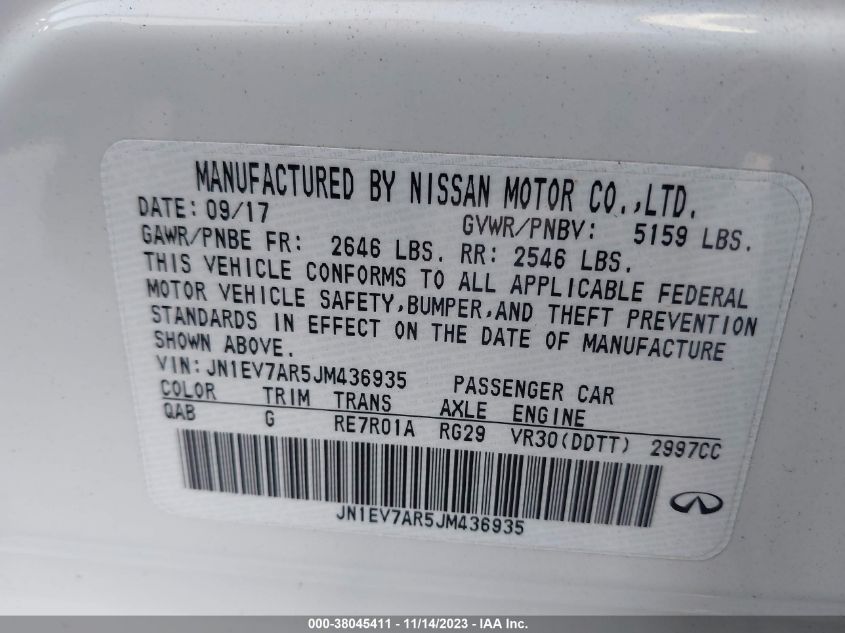 MANUFACTURED BY NISSAN MOTOR CO.,LTD.
DATE: 09/17 GVWR/PNBV: 5159 LBS.
GAWR/PNBE FR: 2646 LBS. RR: 2546 LBS.
THIS VEHICLE CONFORMS TO ALL APPLICABLE FEDERAL
MOTOR VEHICLE SAFETY,BUMPER,AND THEFT PREVENTION
STANDARDS IN EFFECT ON THE DATE OF MANUFACTURE
SHOWN ABOVE.
VIN:JN1EV7AR5JM436935 PASSENGER CAR
COLOR TRIM TRANS AXLE ENGINE
QAB G RE7R01A RG29 VR30(DDTT) 2997CC
JN1EV7AR5JM436935
000-38045411 - 11/14/2023 - IAA Inc.